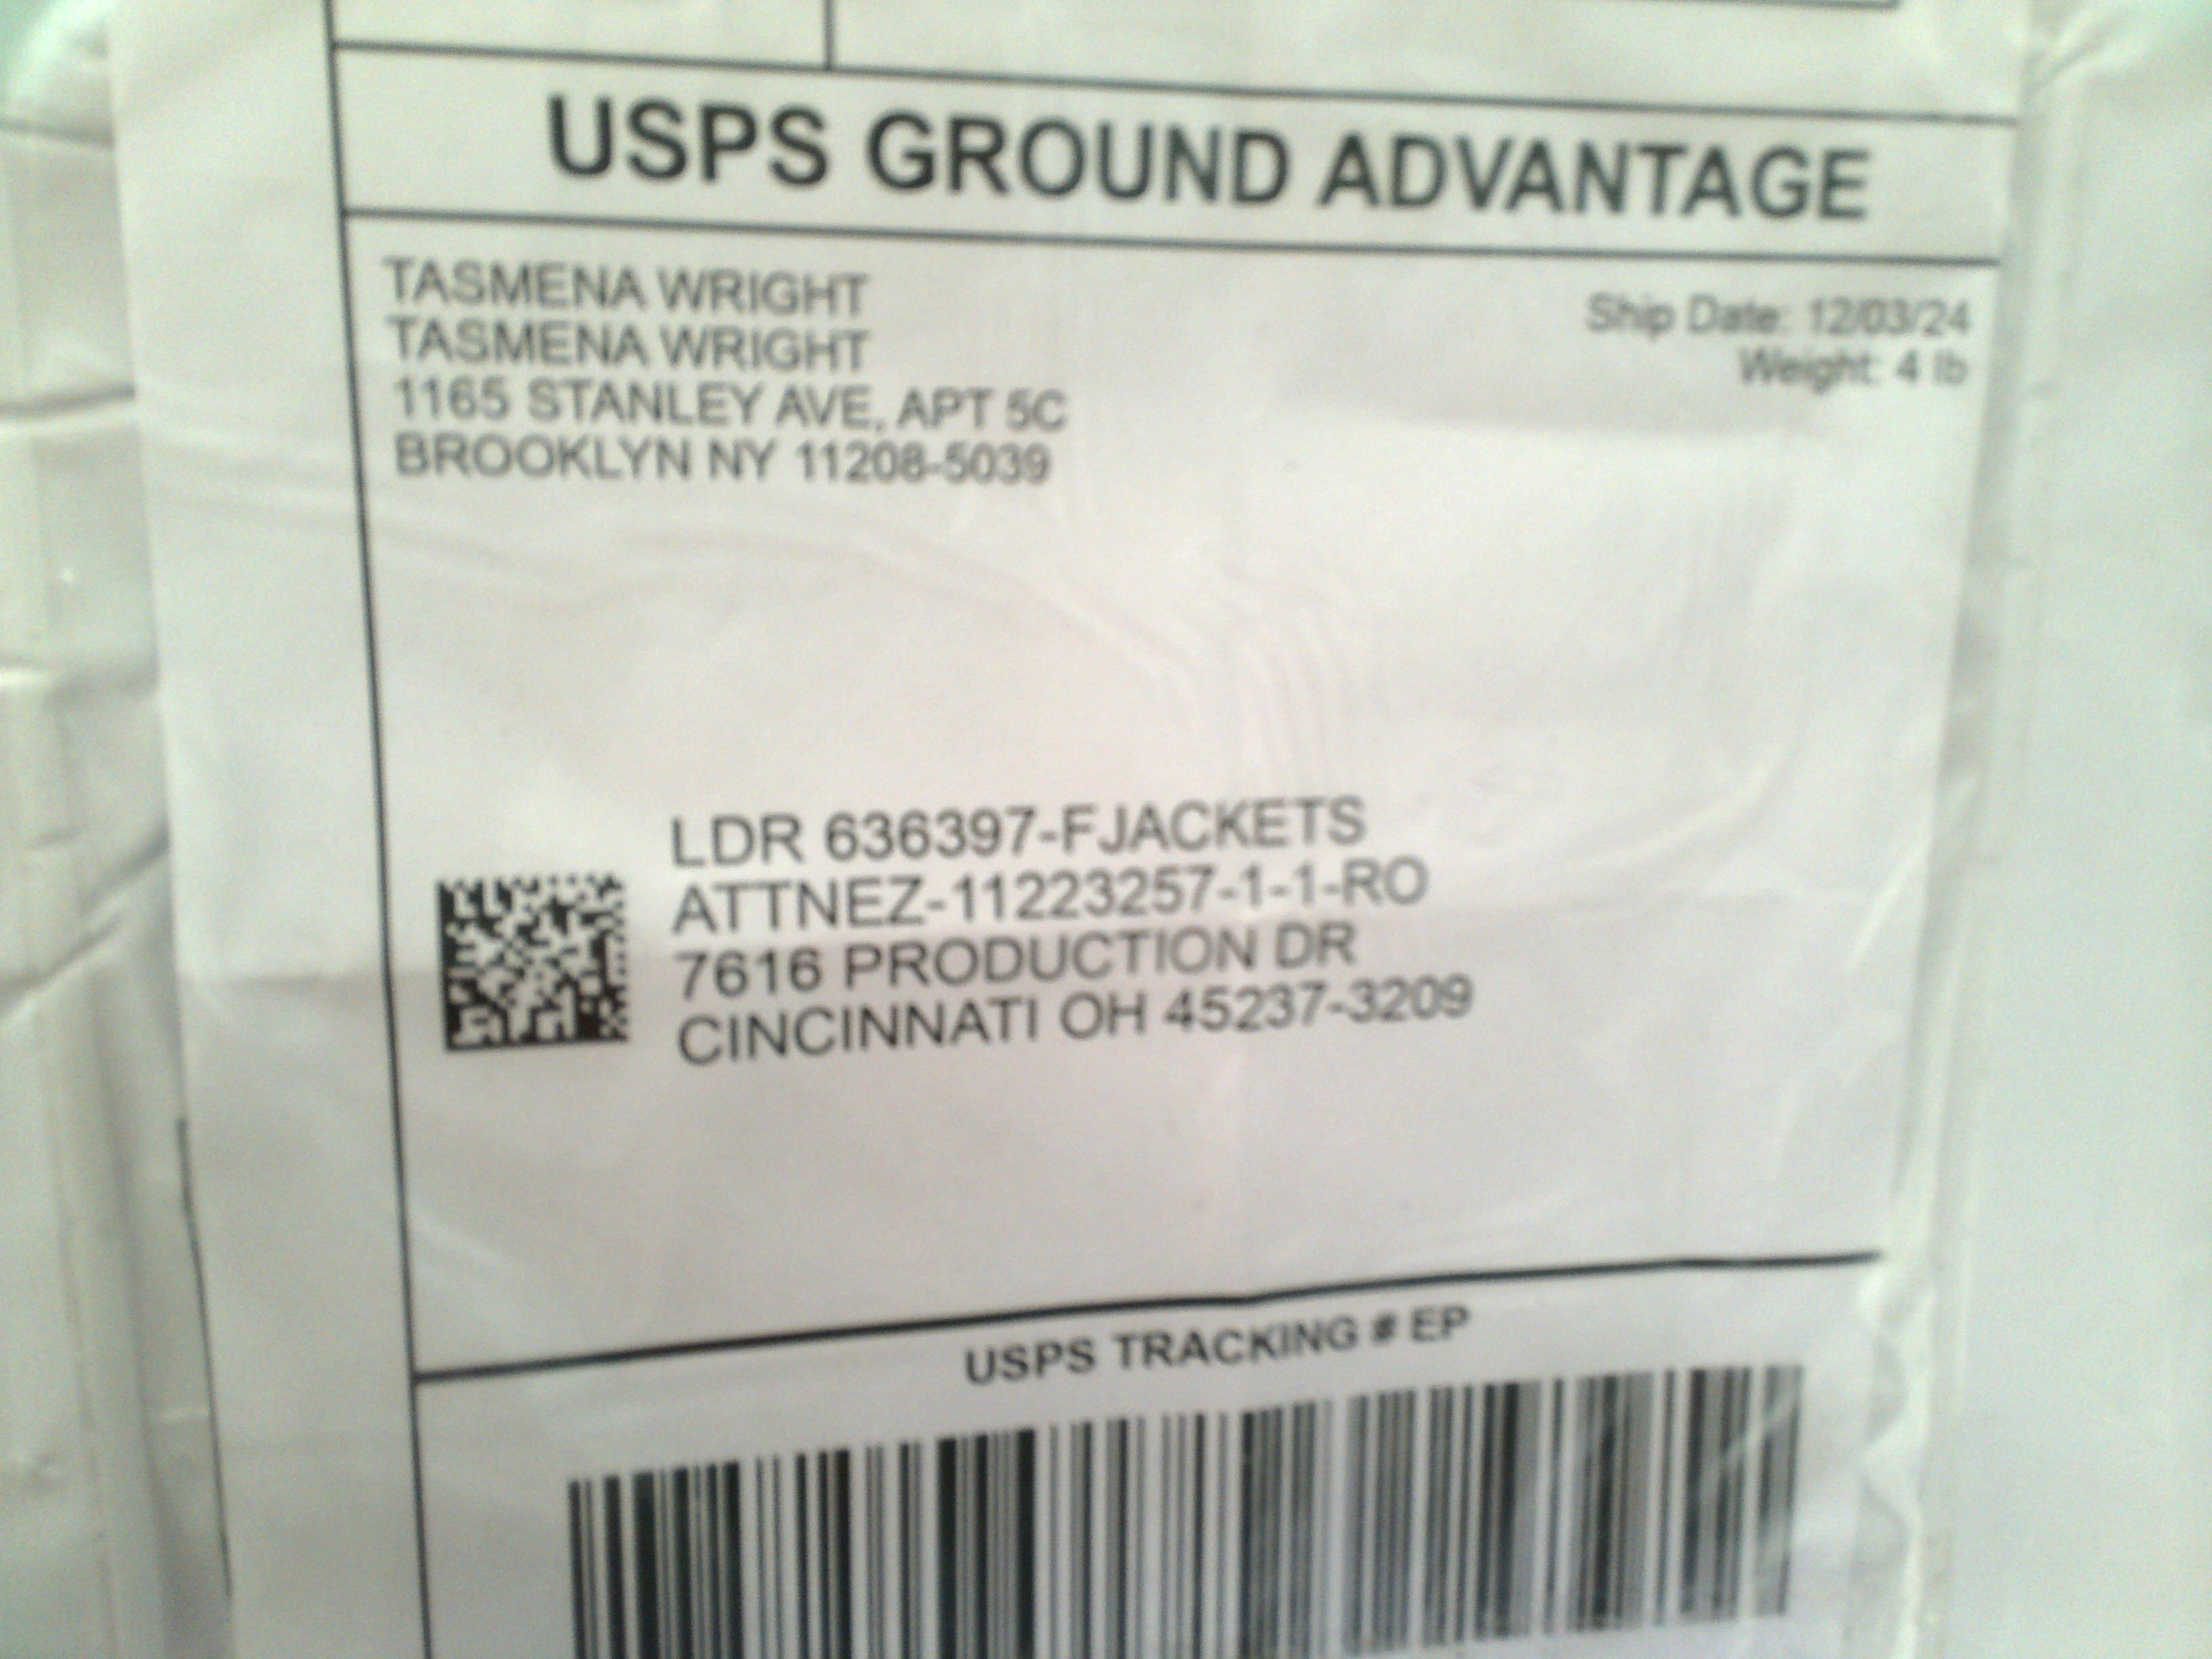 USPS GROUND ADVANTAGE
TASMENA WRIGHT
TASMENA WRIGHT
1165 STANLEY AVE, APT 5C
BROOKLYN NY 11208-5039
Ship Date: 12/03/24
Weight: 4 lb
LDR 636397-FJACKETS
ATTNEZ-11223257-1-1-RO
7616 PRODUCTION DR
CINCINNATI OH 45237-3209
USPS TRACKING # EP